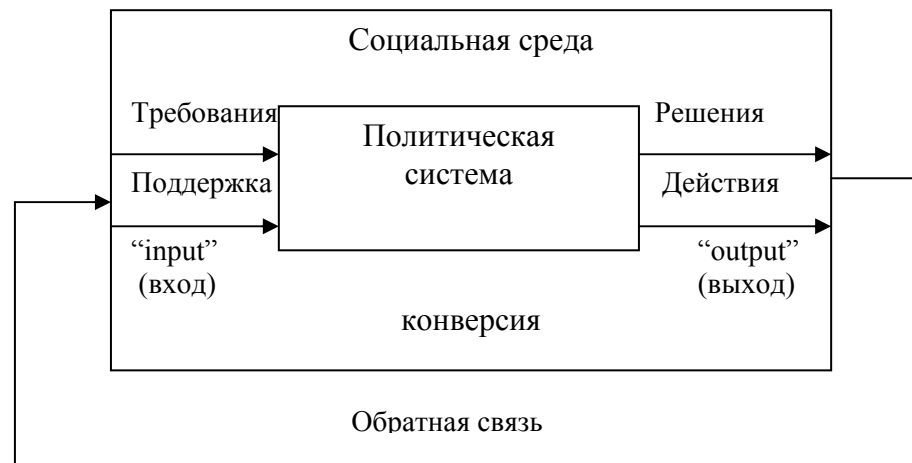 Социальная среда
Требования
Политическая
система
Решения
Поддержка
Действия
“input”
(вход)
“output”
(выход)
конверсия
Обратная связь